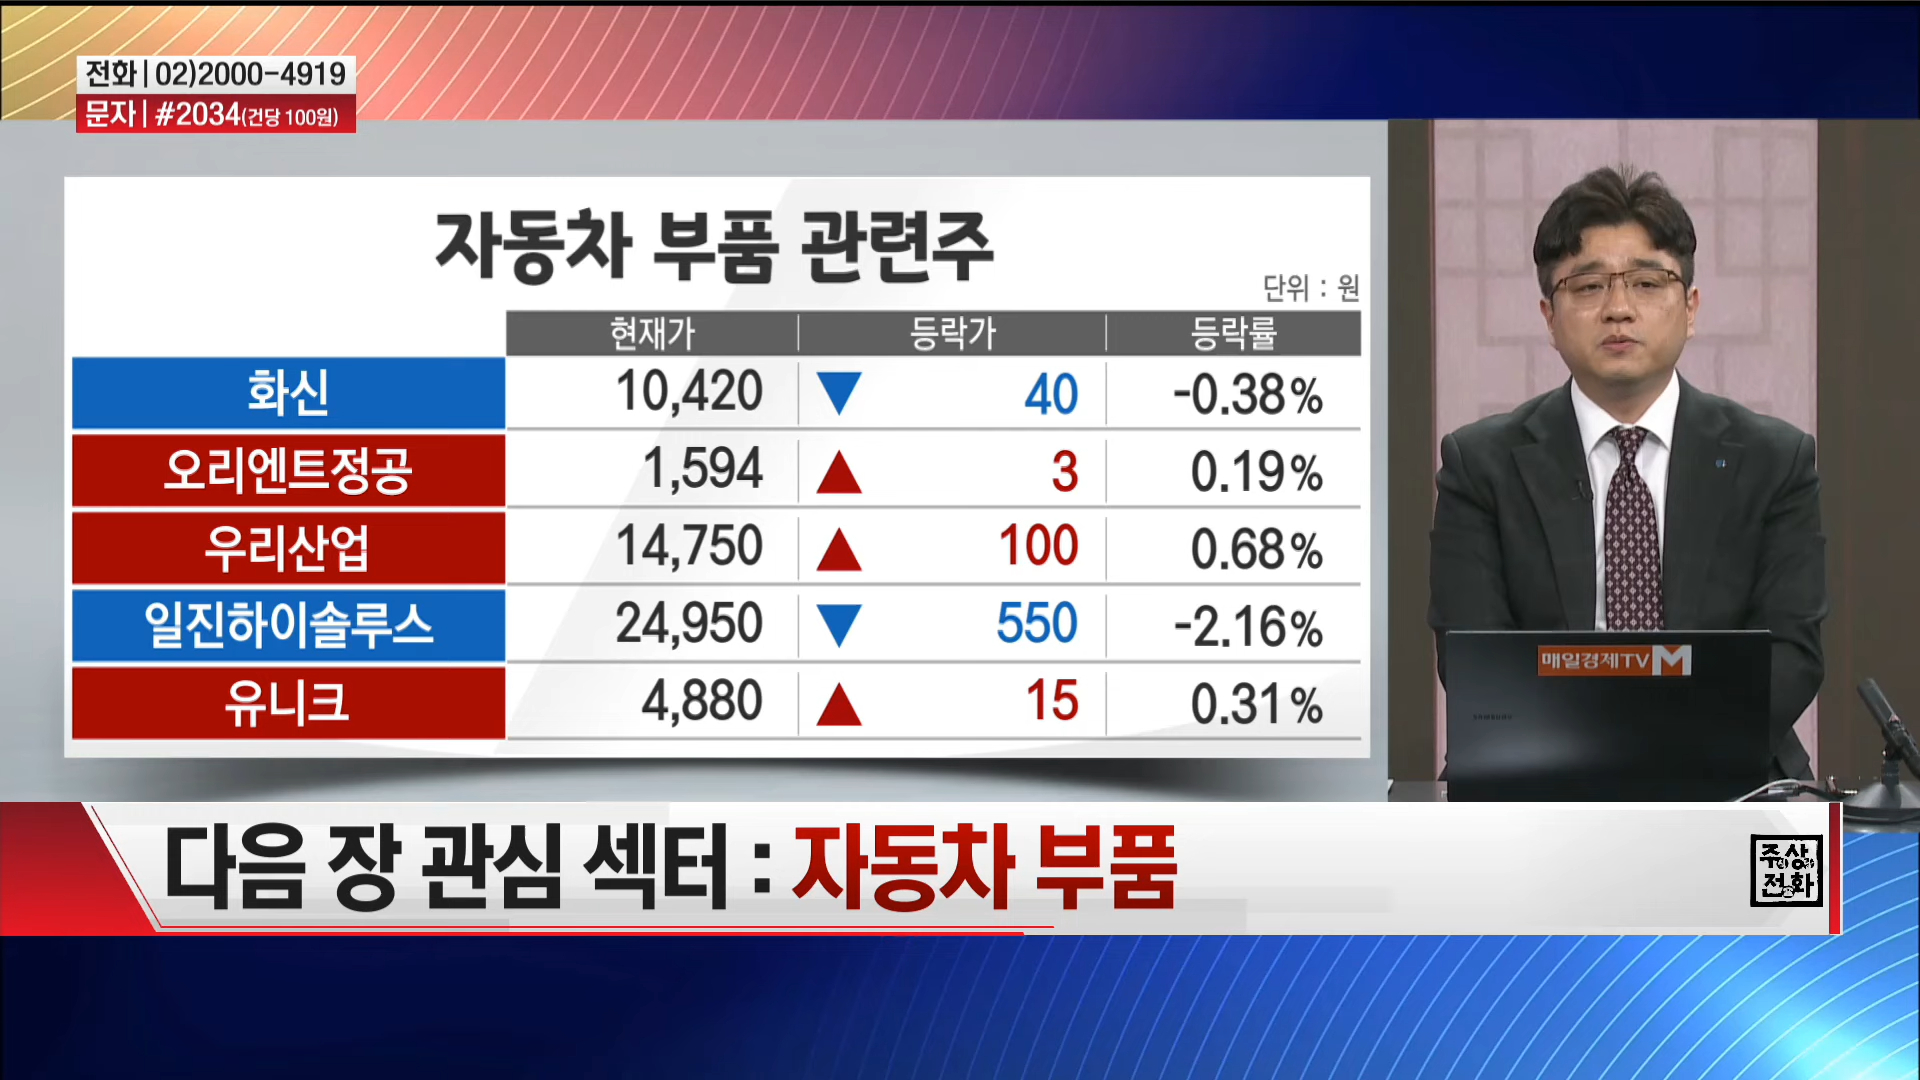 전화 | 02)2000-4919
문자 | #2034(건당 100원)
자동차 부품 관련주
단위 : 원
현재가 등락가 등락률
화신 10,420 ▼ 40 -0.38%
오리엔트정공 1,594 ▲ 3 0.19%
우리산업 14,750 ▲ 100 0.68%
일진하이솔루스 24,950 ▼ 550 -2.16%
유니크 4,880 ▲ 15 0.31%
매일경제TV M
SAMSUNG
다음 장 관심 섹터 : 자동차 부품
주상
전화